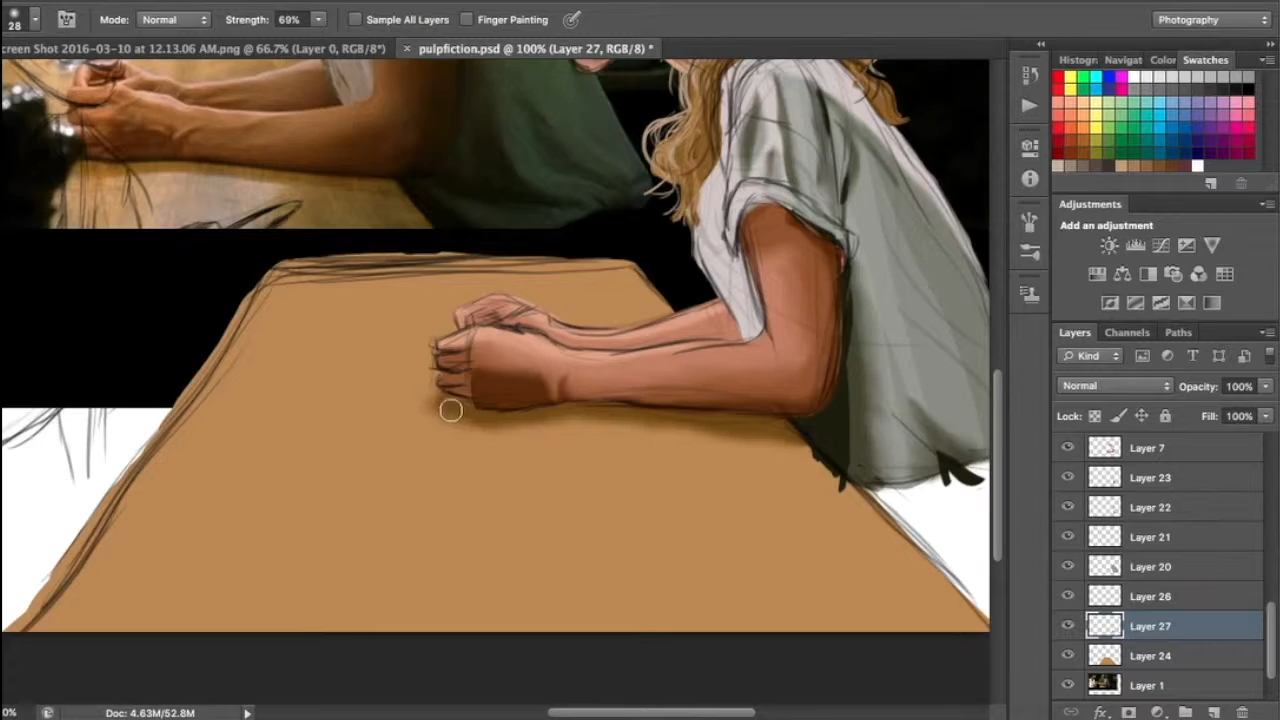 28 Mode: Normal Strength: 69% Sample All Layers Finger Painting Photography
creen Shot 2016-03-10 at 12.13.06 AM.png @ 66.7% (Layer 0, RGB/8*) × pulpfiction.psd @ 100% (Layer 27, RGB/8) *
Histogr Navigat Color Swatches
Adjustments
Add an adjustment
Layers Channels Paths
Kind
Normal Opacity: 100%
Lock: Fill: 100%
Layer 7
Layer 23
Layer 22
Layer 21
Layer 20
Layer 26
Layer 27
Layer 24
Layer 1
0% Doc: 4.63M/52.8M
fx